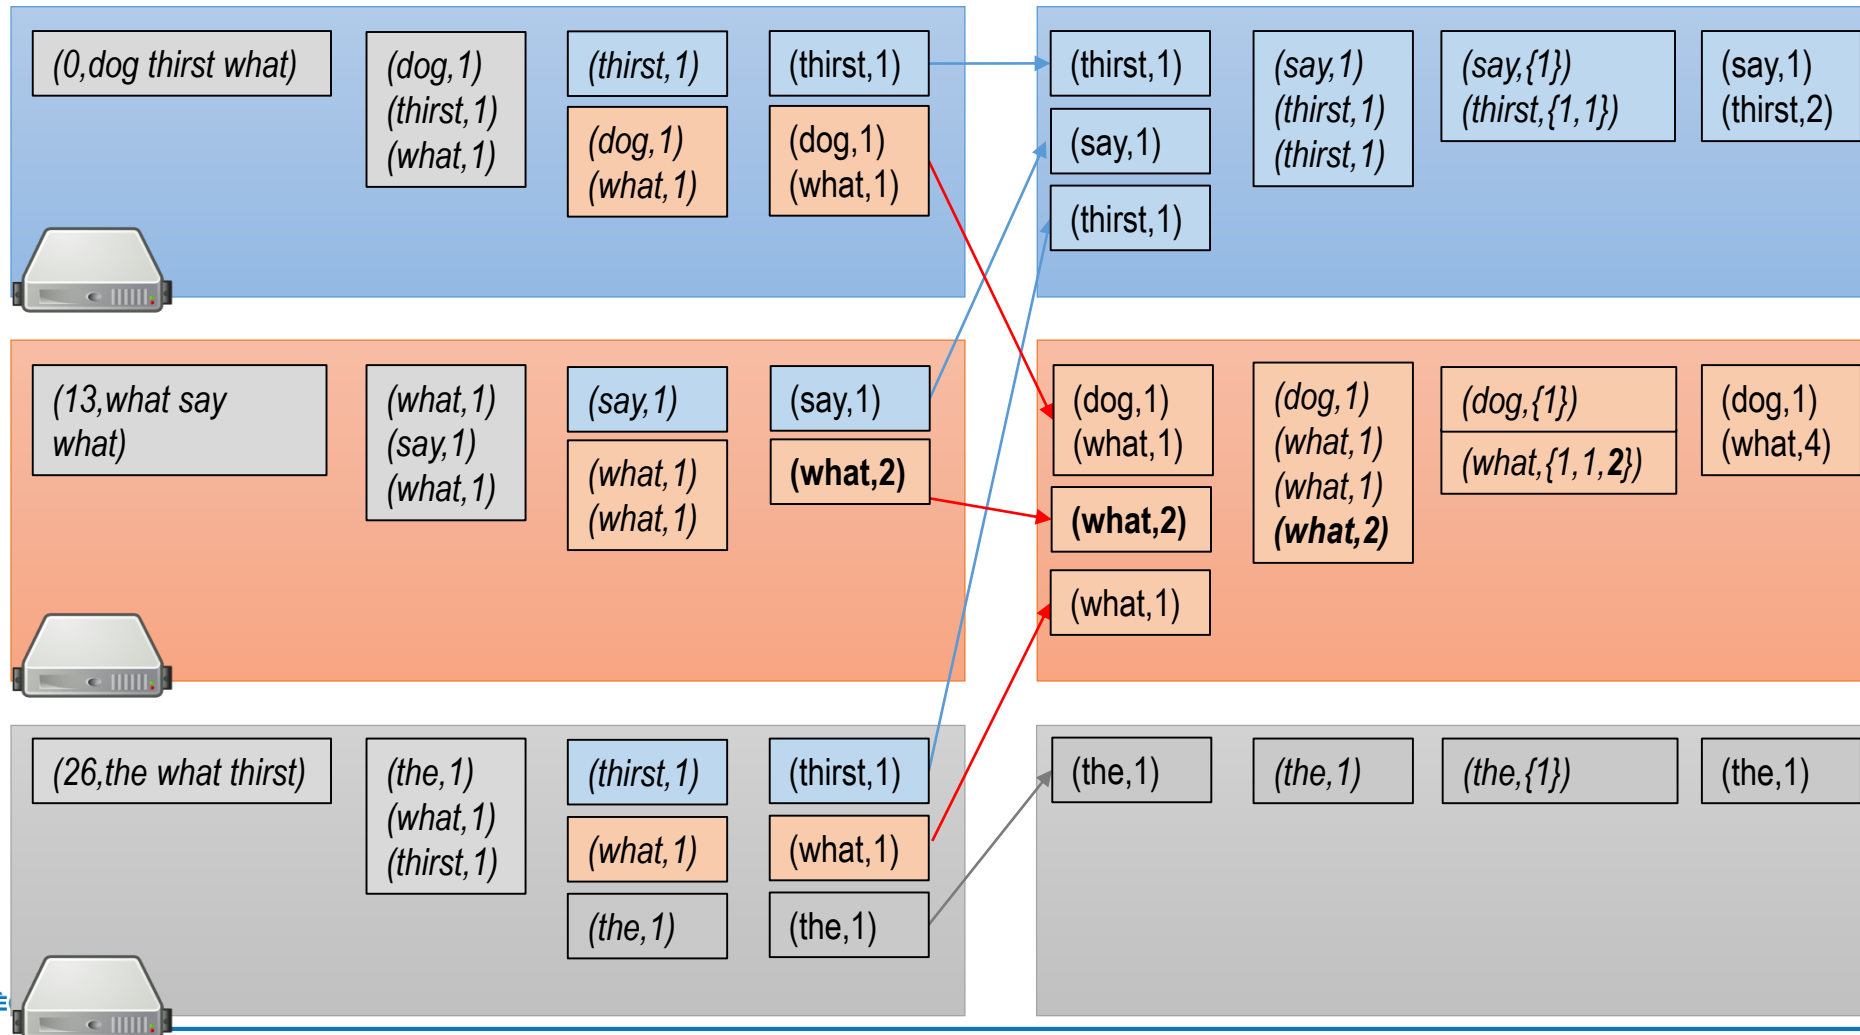 (0,dog thirst what)
(dog,1)
(thirst,1)
(what,1)
(thirst,1)
(dog,1)
(what,1)
(thirst,1)
(dog,1)
(what,1)
(thirst,1)
(say,1)
(thirst,1)
(say,1)
(thirst,1)
(thirst,1)
(say,{1})
(thirst,{1,1})
(say,1)
(thirst,2)
(13,what say
what)
(what,1)
(say,1)
(what,1)
(say,1)
(what,1)
(what,1)
(say,1)
(what,2)
(dog,1)
(what,1)
(what,2)
(what,1)
(dog,1)
(what,1)
(what,1)
(what,2)
(dog,{1})
(what,{1,1,2})
(dog,1)
(what,4)
(26,the what thirst)
(the,1)
(what,1)
(thirst,1)
(thirst,1)
(what,1)
(the,1)
(thirst,1)
(what,1)
(the,1)
(the,1)
(the,1)
(the,{1})
(the,1)